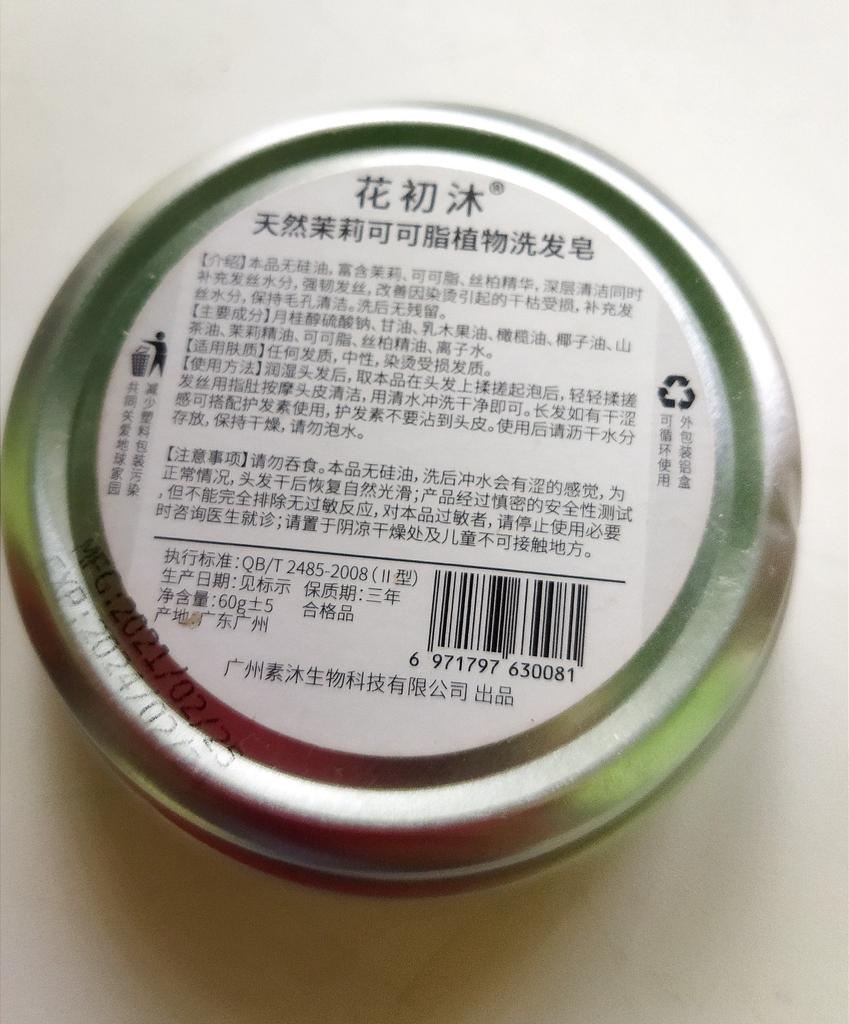 花初沐®
天然茉莉可可脂植物洗发皂
【介绍】本品无硅油,富含茉莉、可可脂、丝柏精华,深层清洁同时
补充发丝水分,强韧发丝,改善因染烫引起的干枯受损,补充发
丝水分,保持毛孔清洁。洗后无残留。
【主要成分】月桂醇硫酸钠、甘油、乳木果油、橄榄油、椰子油、山
茶油、茉莉精油、可可脂、丝柏精油、离子水。
【适用肤质】任何发质,中性,染烫受损发质。
【使用方法】润湿头发后,取本品在头发上揉搓起泡后,轻轻揉搓
发丝用指肚按摩头皮清洁,用清水冲洗干净即可。长发如有干涩
感可搭配护发素使用,护发素不要沾到头皮。使用后请沥干水分
存放,保持干燥,请勿泡水。
【注意事项】请勿吞食。本品无硅油,洗后冲水会有涩的感觉,为
正常情况,头发干后恢复自然光滑;产品经过慎密的安全性测试
,但不能完全排除无过敏反应,对本品过敏者,请停止使用必要
时咨询医生就诊;请置于阴凉干燥处及儿童不可接触地方。
减少塑料包装污染
共同关爱地球家园
外包装铝盒
可循环使用
执行标准:QB/T 2485-2008(II型)
生产日期:见标示 保质期:三年
净含量:60g±5 合格品
产地:广东广州
6 971797 630081
广州素沐生物科技有限公司 出品
MFG:2021/02/25
EXP:2024/02/